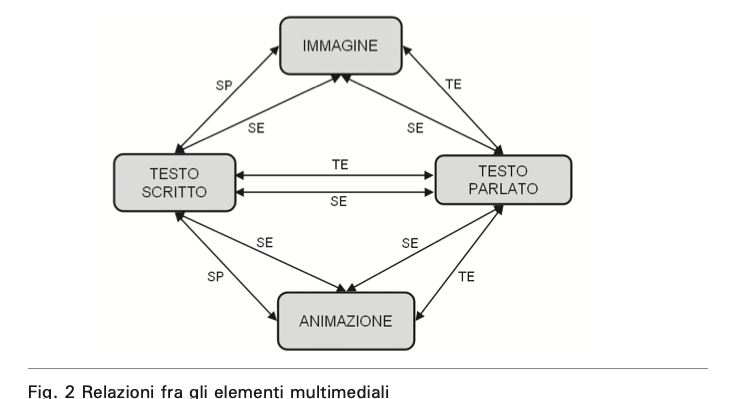 IMMAGINE
SP
TE
SE
SE
TESTO
SCRITTO
TE
SE
TESTO
PARLATO
SE
SE
SP
TE
ANIMAZIONE
Fig. 2 Relazioni fra gli elementi multimediali